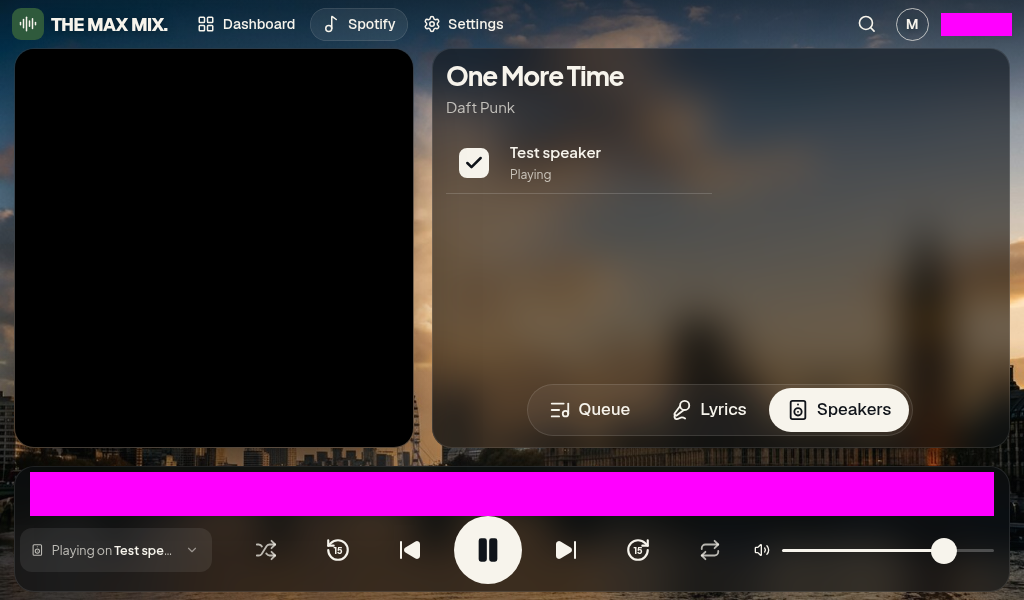 THE MAX MIX.
Dashboard
Spotify
Settings
M
One More Time
Daft Punk
Test speaker
Playing
Queue
Lyrics
Speakers
Playing on Test spe...
15
15